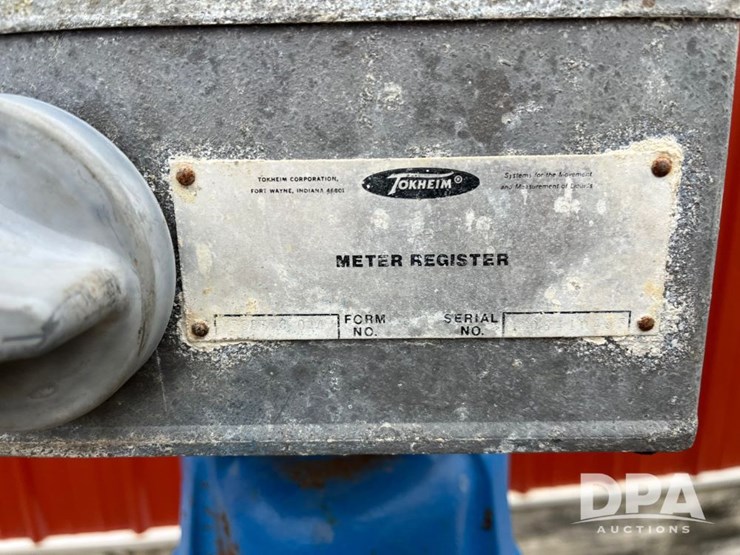 TOKHEIM CORPORATION,
FORT WAYNE, INDIANA 46801
TOKHEIM®
Systems for the Movement
and Measurement of Liquids
METER REGISTER
FORM
NO.
SERIAL
NO.
DPA
AUCTIONS